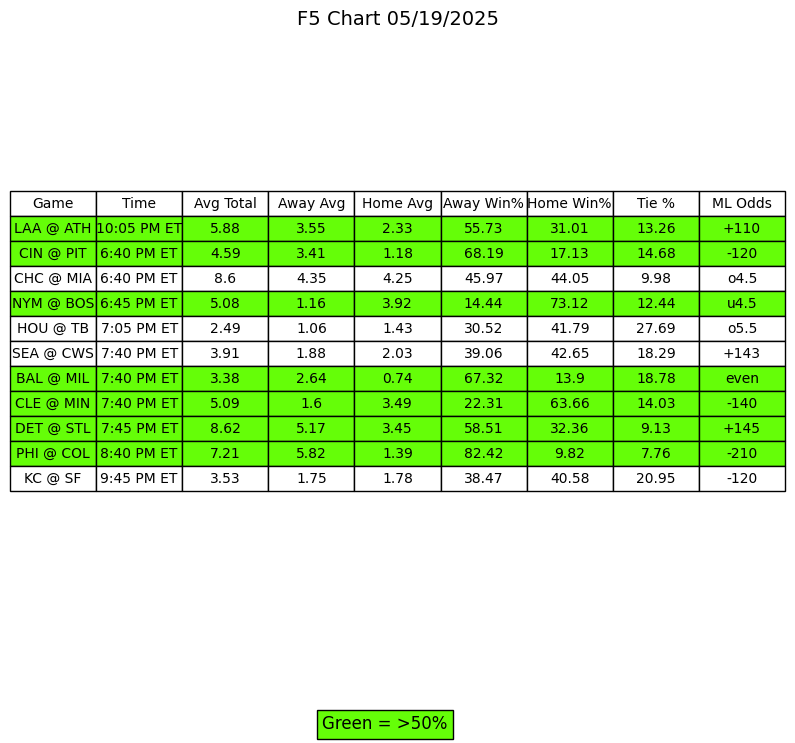 F5 Chart 05/19/2025
Game Time Avg Total Away Avg Home Avg Away Win% Home Win% Tie % ML Odds
LAA @ ATH 10:05 PM ET 5.88 3.55 2.33 55.73 31.01 13.26 +110
CIN @ PIT 6:40 PM ET 4.59 3.41 1.18 68.19 17.13 14.68 -120
CHC @ MIA 6:40 PM ET 8.6 4.35 4.25 45.97 44.05 9.98 o4.5
NYM @ BOS 6:45 PM ET 5.08 1.16 3.92 14.44 73.12 12.44 u4.5
HOU @ TB 7:05 PM ET 2.49 1.06 1.43 30.52 41.79 27.69 o5.5
SEA @ CWS 7:40 PM ET 3.91 1.88 2.03 39.06 42.65 18.29 +143
BAL @ MIL 7:40 PM ET 3.38 2.64 0.74 67.32 13.9 18.78 even
CLE @ MIN 7:40 PM ET 5.09 1.6 3.49 22.31 63.66 14.03 -140
DET @ STL 7:45 PM ET 8.62 5.17 3.45 58.51 32.36 9.13 +145
PHI @ COL 8:40 PM ET 7.21 5.82 1.39 82.42 9.82 7.76 -210
KC @ SF 9:45 PM ET 3.53 1.75 1.78 38.47 40.58 20.95 -120
Green = >50%